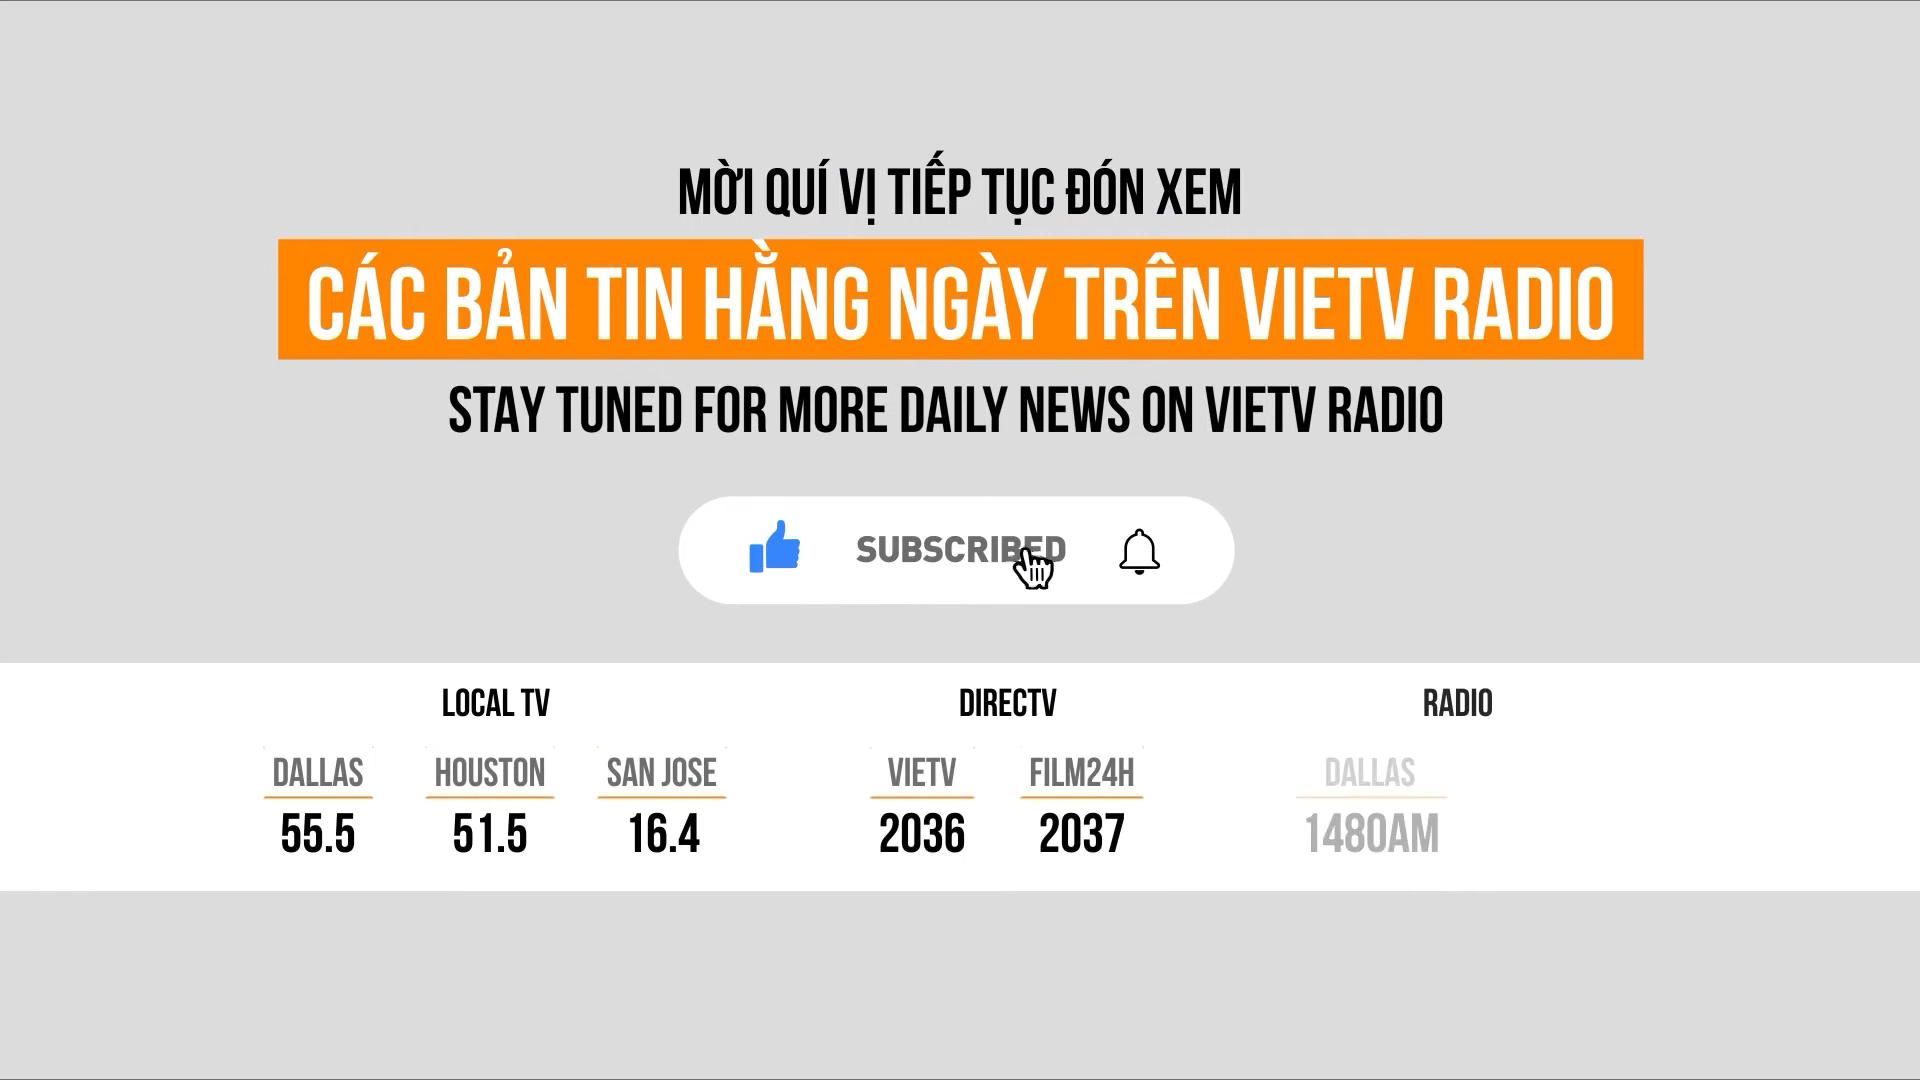 MỜI QUÍ VỊ TIẾP TỤC ĐÓN XEM
CÁC BẢN TIN HẰNG NGÀY TRÊN VIETV RADIO
STAY TUNED FOR MORE DAILY NEWS ON VIETV RADIO
SUBSCRIBED
LOCAL TV DIRECTV RADIO
DALLAS HOUSTON SAN JOSE VIETV FILM24H DALLAS
55.5 51.5 16.4 2036 2037 1480AM